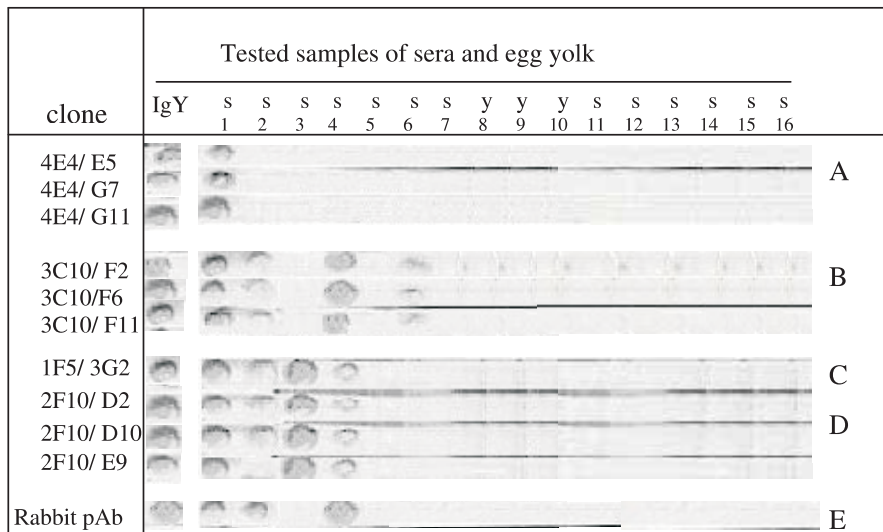 Tested samples of sera and egg yolk
clone IgY s s s s s s s y y y s s s s s s
1 2 3 4 5 6 7 8 9 10 11 12 13 14 15 16
4E4/ E5 A
4E4/ G7
4E4/ G11
3C10/ F2 B
3C10/F6
3C10/ F11
1F5/ 3G2 C
2F10/ D2
2F10/ D10 D
2F10/ E9
Rabbit pAb E